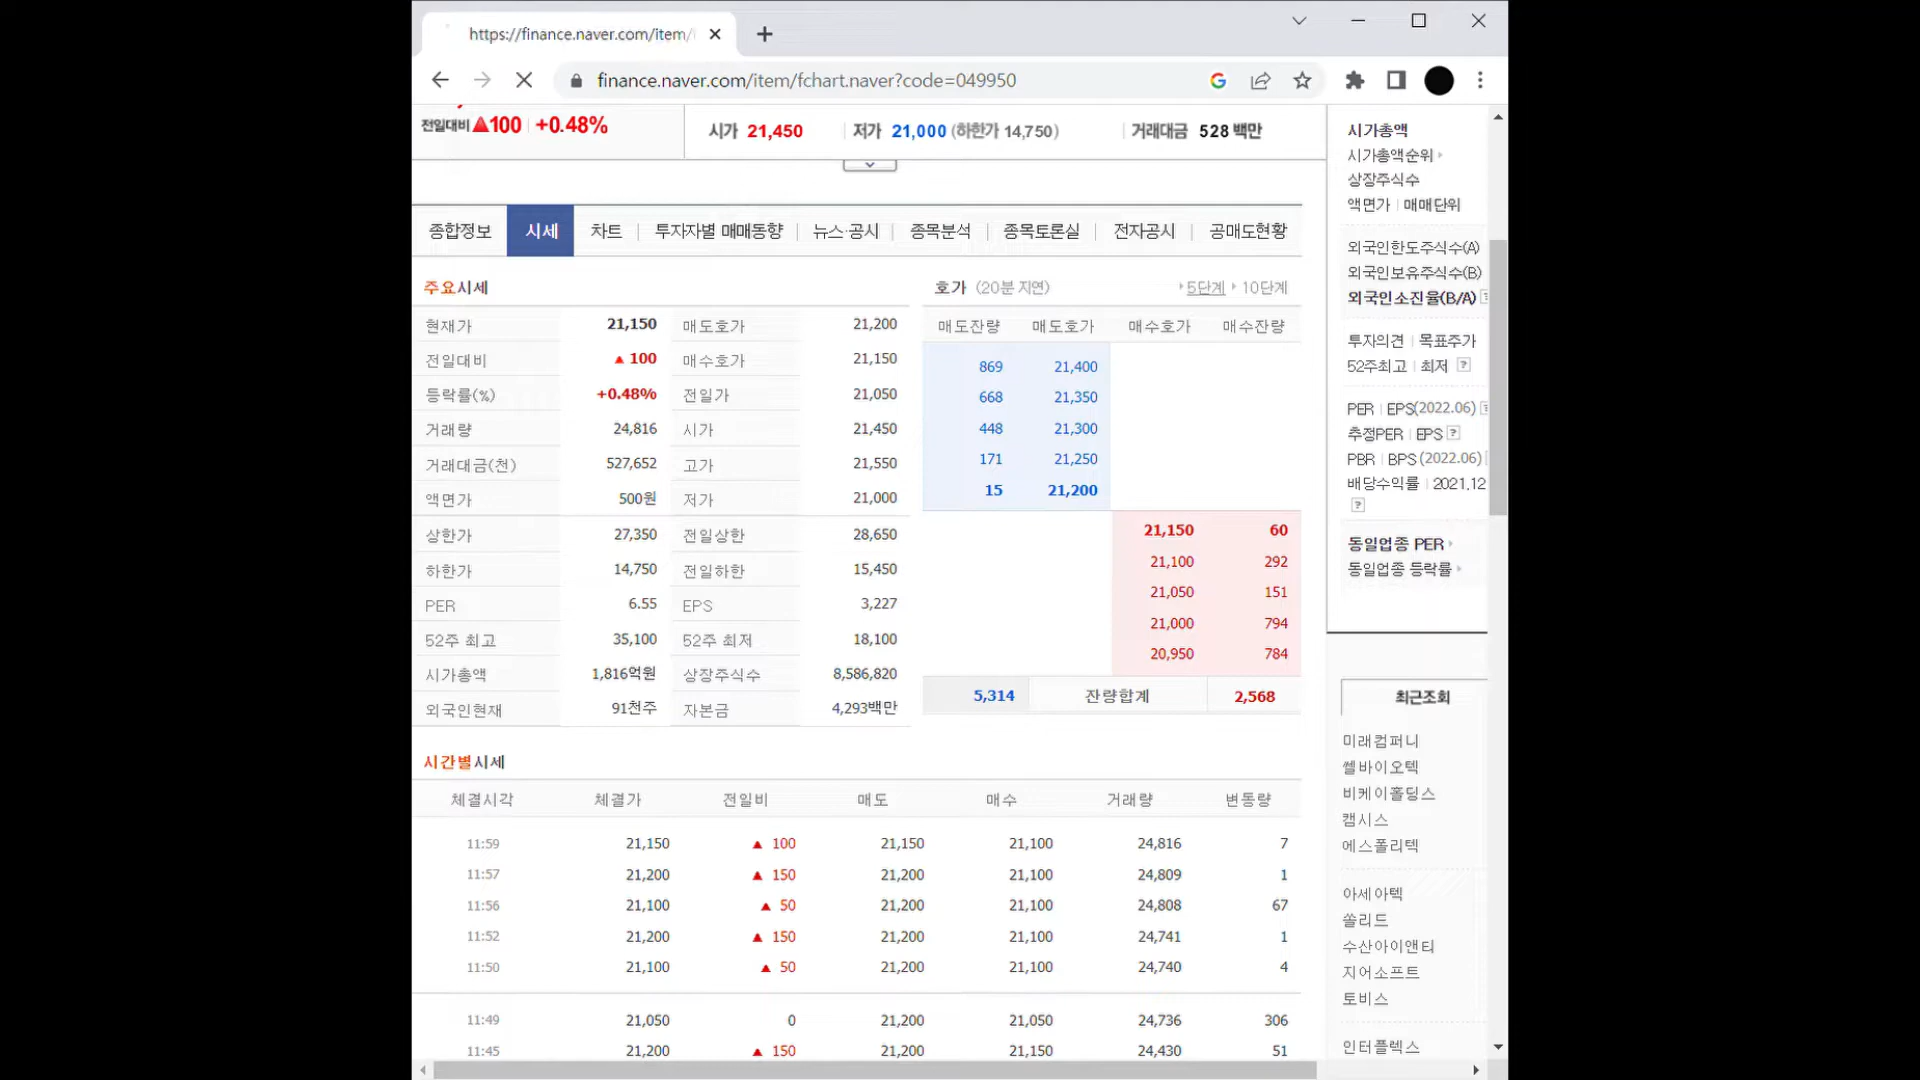 https://finance.naver.com/item/
finance.naver.com/item/fchart.naver?code=049950
전일대비 ▲100 +0.48%
시가 21,450 저가 21,000 (하한가 14,750) 거래대금 528 백만
종합정보 시세 차트 투자자별 매매동향 뉴스·공시 종목분석 종목토론실 전자공시 공매도현황
주요시세
현재가 21,150 매도호가 21,200
전일대비 ▲ 100 매수호가 21,150
등락률(%) +0.48% 전일가 21,050
거래량 24,816 시가 21,450
거래대금(천) 527,652 고가 21,550
액면가 500원 저가 21,000
상한가 27,350 전일상한 28,650
하한가 14,750 전일하한 15,450
PER 6.55 EPS 3,227
52주 최고 35,100 52주 최저 18,100
시가총액 1,816억원 상장주식수 8,586,820
외국인현재 91천주 자본금 4,293백만
호가 (20분 지연) 5단계 10단계
매도잔량 매도호가 매수호가 매수잔량
869 21,400
668 21,350
448 21,300
171 21,250
15 21,200
21,150 60
21,100 292
21,050 151
21,000 794
20,950 784
5,314 잔량합계 2,568
시간별시세
체결시각 체결가 전일비 매도 매수 거래량 변동량
11:59 21,150 ▲ 100 21,150 21,100 24,816 7
11:57 21,200 ▲ 150 21,200 21,100 24,809 1
11:56 21,100 ▲ 50 21,200 21,100 24,808 67
11:52 21,200 ▲ 150 21,200 21,100 24,741 1
11:50 21,100 ▲ 50 21,200 21,100 24,740 4
11:49 21,050 0 21,200 21,050 24,736 306
11:45 21,200 ▲ 150 21,200 21,150 24,430 51
시가총액
시가총액순위
상장주식수
액면가 매매단위
외국인한도주식수(A)
외국인보유주식수(B)
외국인소진율(B/A) ?
투자의견 목표주가
52주최고 최저 ?
PER EPS(2022.06) ?
추정PER EPS ?
PBR BPS (2022.06)
배당수익률 2021.12
?
동일업종 PER
동일업종 등락률
최근조회
미래컴퍼니
쎌바이오텍
비케이홀딩스
캠시스
에스폴리텍
아세아텍
쏠리드
수산아이앤티
지어소프트
토비스
인터플렉스